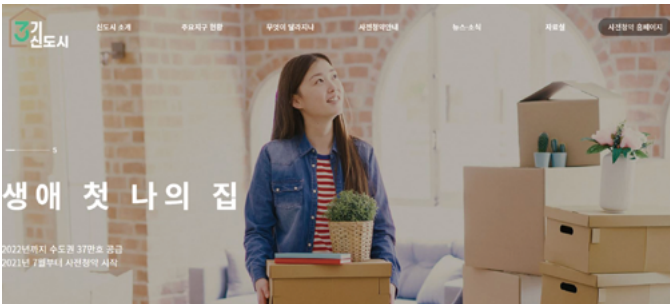 3기
신도시
신도시 소개
주요지구 현황
무엇이 달라지나
사전청약안내
뉴스·소식
자료실
사전청약 홈페이지
5
생애 첫 나의 집
2022년까지 수도권 37만호 공급
2021년 7월부터 사전청약 시작